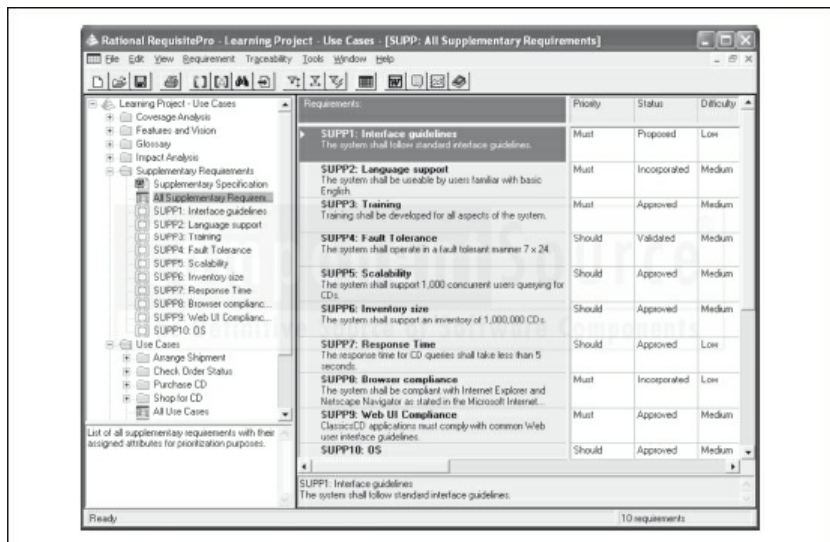 Rational RequisitePro - Learning Project - Use Cases - [SUPP: All Supplementary Requirements]
File Edit View Requirement Traceability Tools Window Help
Learning Project - Use Cases
Coverage Analysis
Features and Vision
Glossary
Impact Analysis
Supplementary Requirements
Supplementary Specification
All Supplementary Requirem...
SUPP1: Interface guidelines
SUPP2: Language support
SUPP3: Training
SUPP4: Fault Tolerance
SUPP5: Scalability
SUPP6: Inventory size
SUPP7: Response Time
SUPP8: Browser complianc...
SUPP9: Web UI Complianc...
SUPP10: OS
Use Cases
Arrange Shipment
Check Order Status
Purchase CD
Shop for CD
All Use Cases
List of all supplementary requirements with their
assigned attributes for prioritization purposes.
Requirements: Priority Status Difficulty
SUPP1: Interface guidelines Must Proposed Low
The system shall follow standard interface guidelines.
SUPP2: Language support Must Incorporated Medium
The system shall be useable by users familiar with basic
English.
SUPP3: Training Must Approved Medium
Training shall be developed for all aspects of the system.
SUPP4: Fault Tolerance Should Validated Medium
The system shall operate in a fault tolerant manner 7 x 24
SUPP5: Scalability Should Approved Medium
The system shall support 1,000 concurrent users querying for
CDs.
SUPP6: Inventory size Should Approved Medium
The system shall support an inventory of 1,000,000 CDs.
SUPP7: Response Time Should Approved Low
The response time for CD queries shall take less than 5
seconds.
SUPP8: Browser compliance Must Incorporated Low
The system shall be compliant with Internet Explorer and
Netscape Navigator as stated in the Microsoft Internet...
SUPP9: Web UI Compliance Must Approved Medium
ClassicsCD applications must comply with common Web
user interface guidelines.
SUPP10: OS Should Approved Medium
SUPP1: Interface guidelines
The system shall follow standard interface guidelines.
Ready 10 requirements